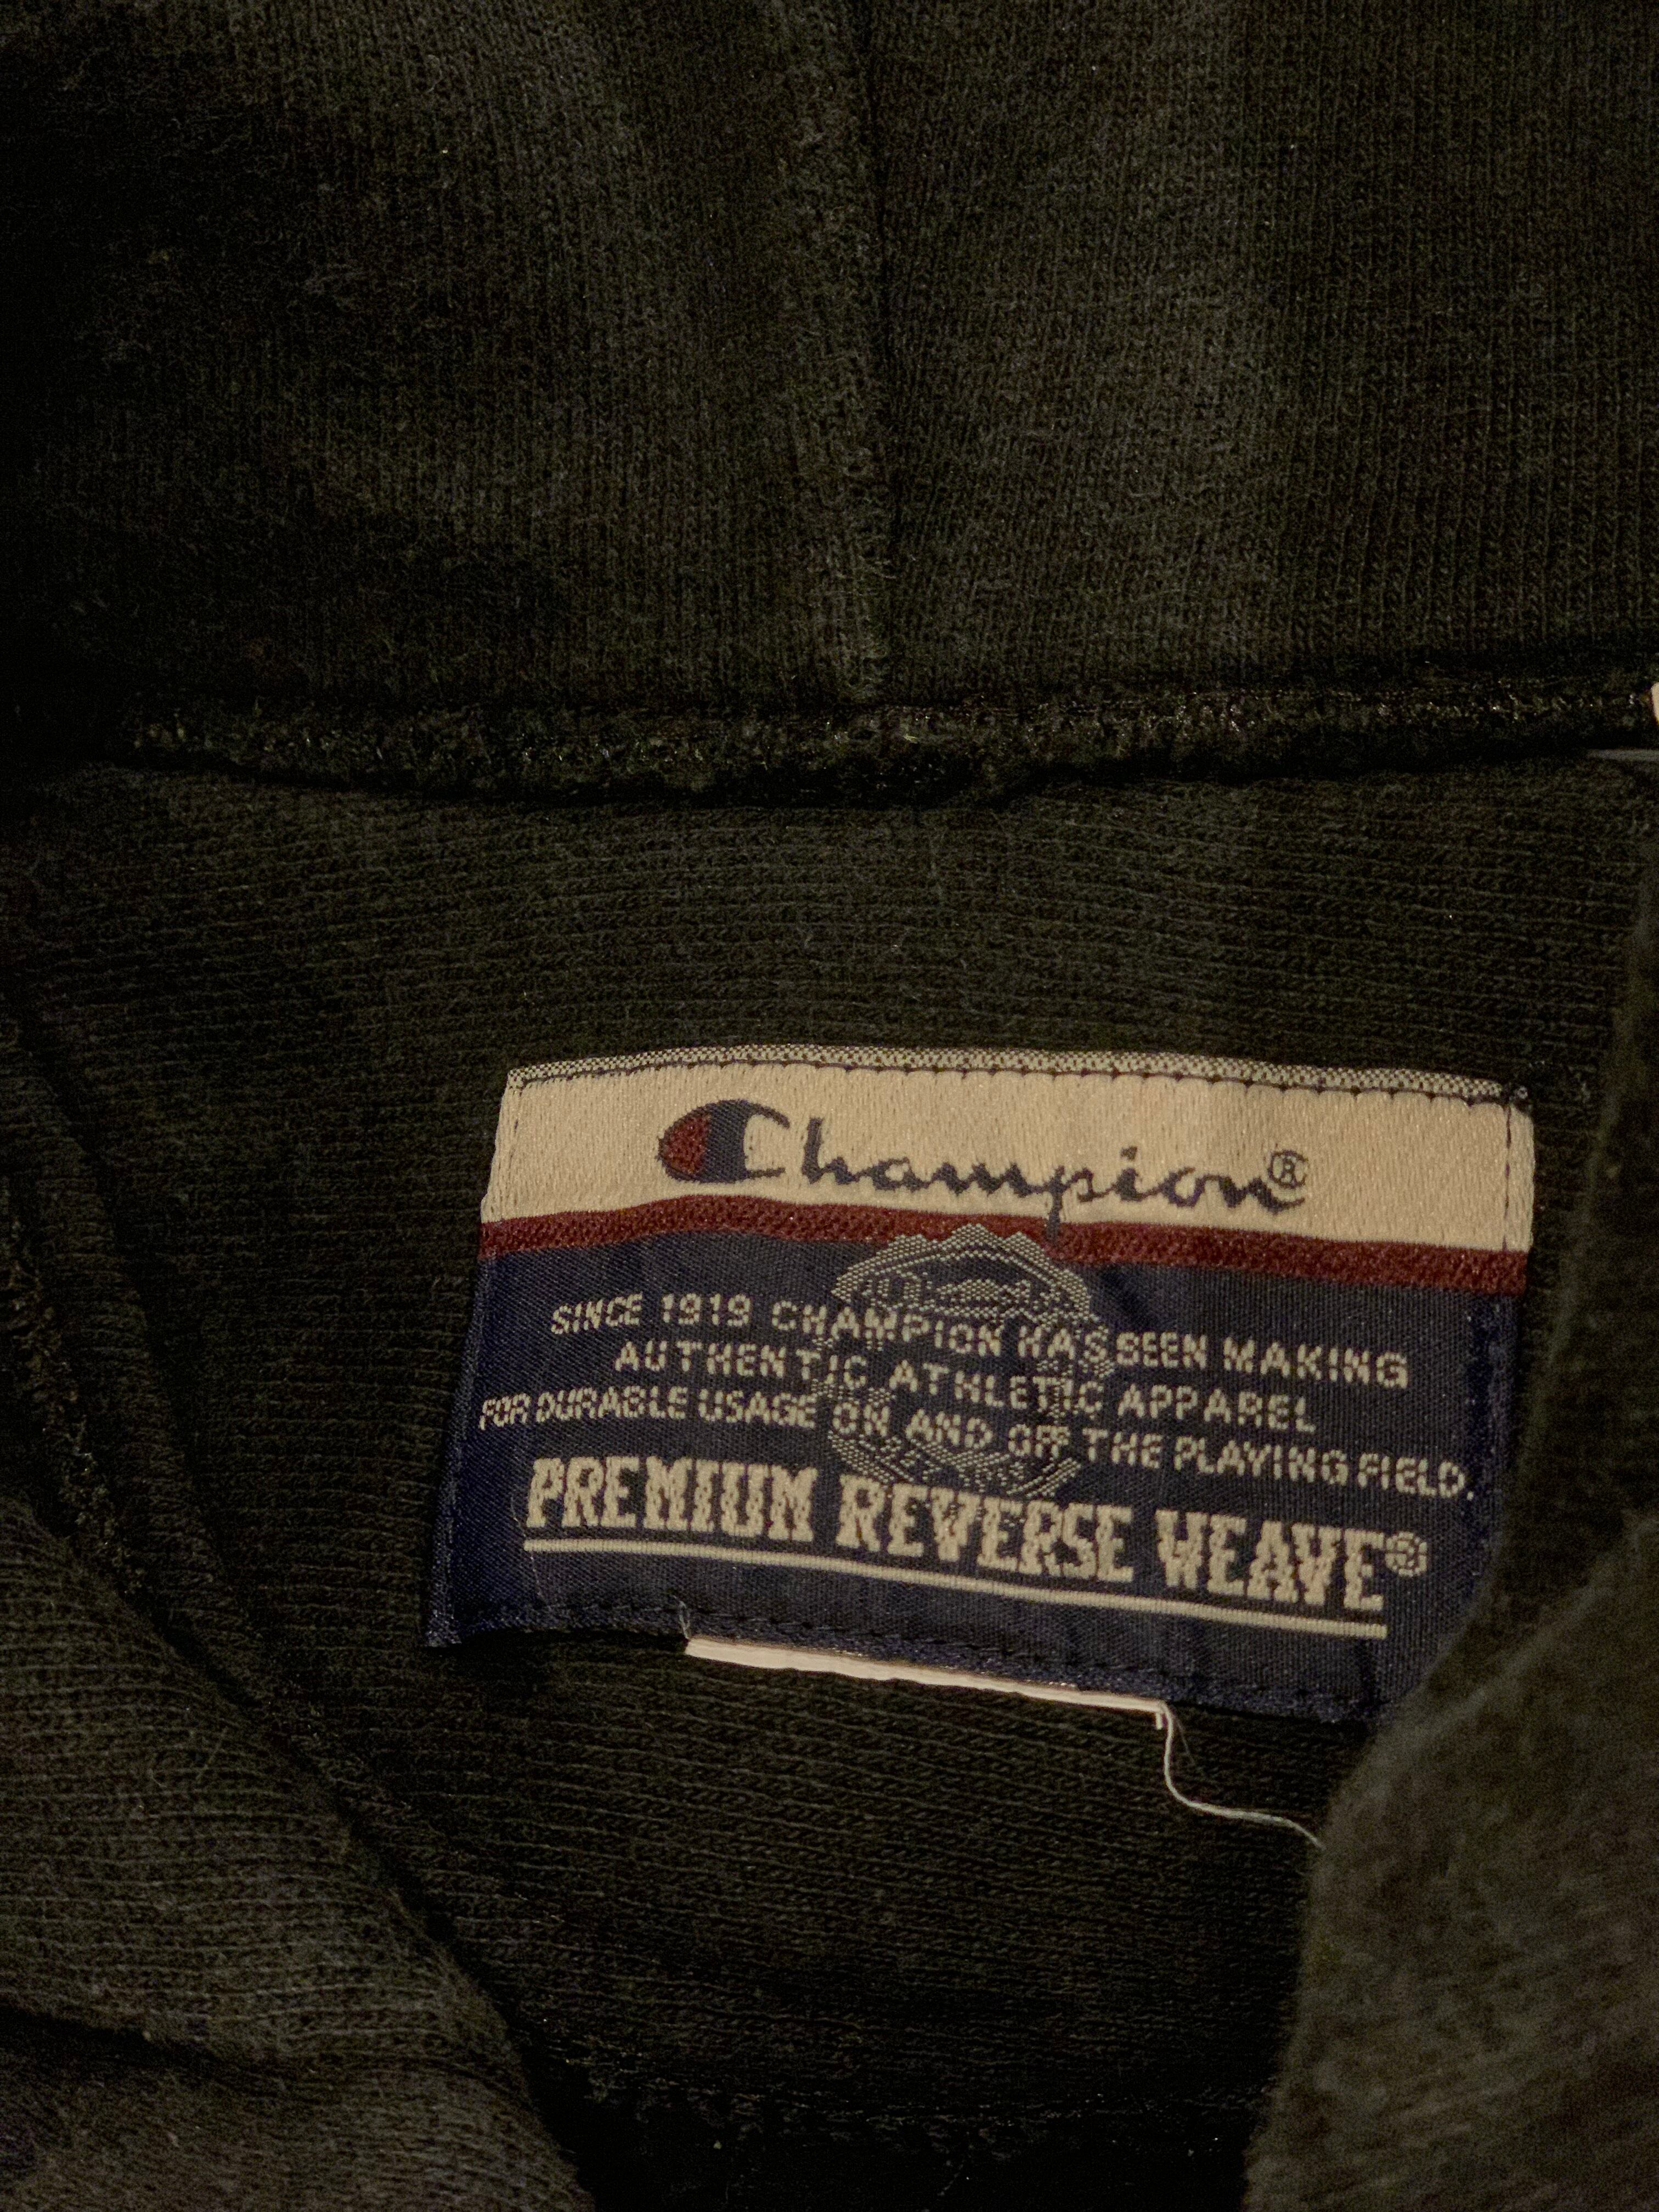 Champion®
SINCE 1919 CHAMPION HAS BEEN MAKING
AUTHENTIC ATHLETIC APPAREL
FOR DURABLE USAGE ON AND OFF THE PLAYING FIELD.
PREMIUM REVERSE WEAVE®